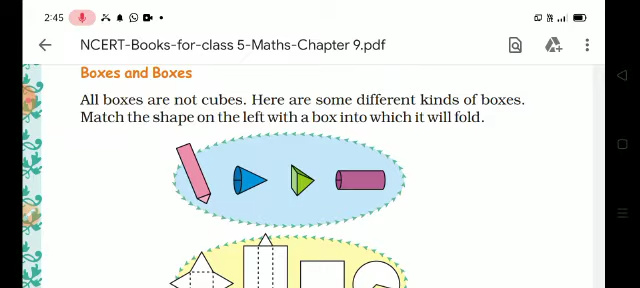 2:45
NCERT-Books-for-class 5-Maths-Chapter 9.pdf
Boxes and Boxes
All boxes are not cubes. Here are some different kinds of boxes.
Match the shape on the left with a box into which it will fold.